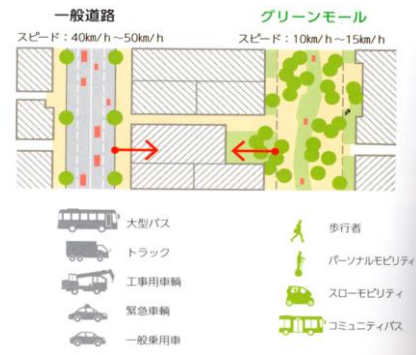 一般道路
グリーンモール
スピード：40km/h～50km/h
スピード：10km/h～15km/h
大型バス
トラック
工事用車輌
緊急車輌
一般乗用車
歩行者
パーソナルモビリティ
スローモビリティ
コミュニティバス